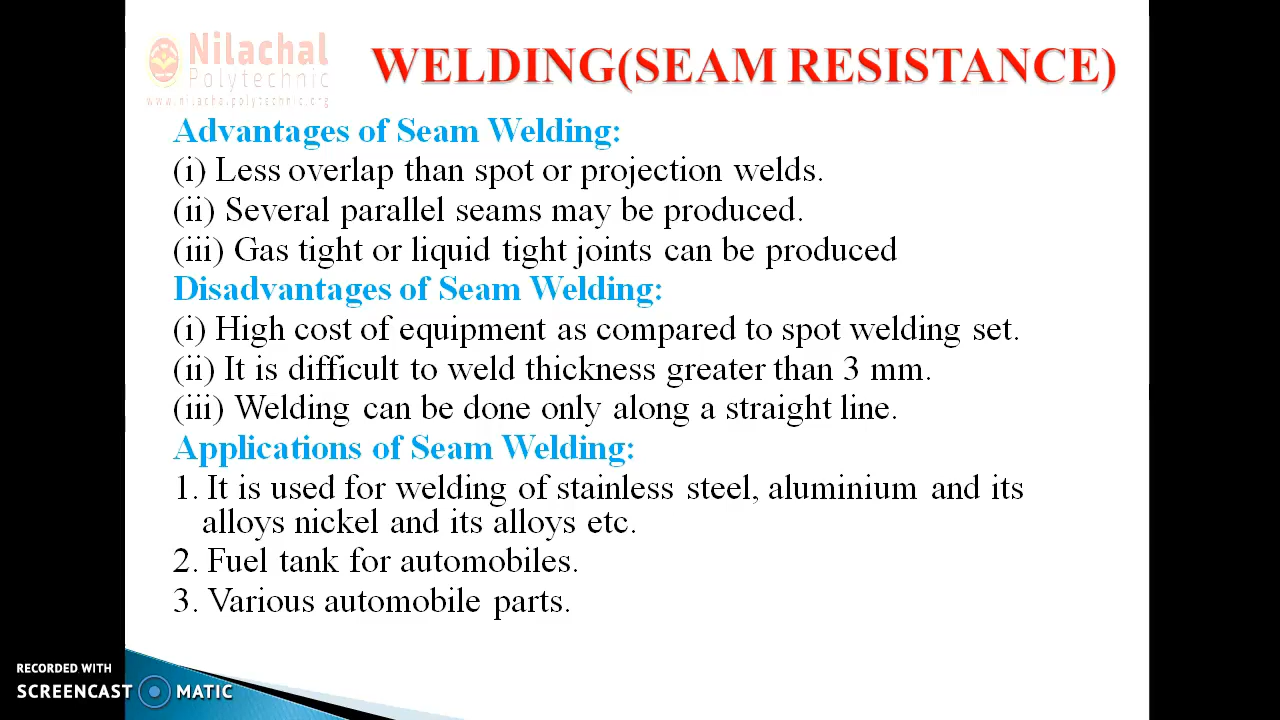 Nilachal
Polytechnic
www.nilachalpolytechnic.org
WELDING(SEAM RESISTANCE)
Advantages of Seam Welding:
(i) Less overlap than spot or projection welds.
(ii) Several parallel seams may be produced.
(iii) Gas tight or liquid tight joints can be produced
Disadvantages of Seam Welding:
(i) High cost of equipment as compared to spot welding set.
(ii) It is difficult to weld thickness greater than 3 mm.
(iii) Welding can be done only along a straight line.
Applications of Seam Welding:
1. It is used for welding of stainless steel, aluminium and its
alloys nickel and its alloys etc.
2. Fuel tank for automobiles.
3. Various automobile parts.
RECORDED WITH
SCREENCAST MATIC